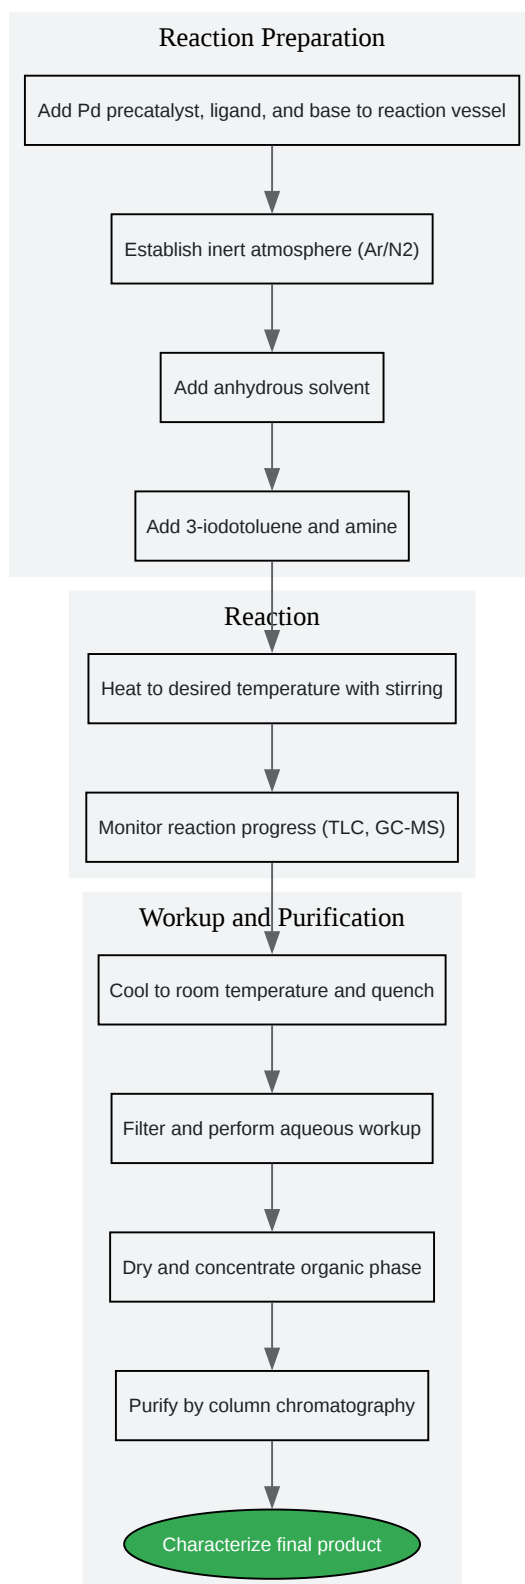 Reaction Preparation
Add Pd precatalyst, ligand, and base to reaction vessel
Establish inert atmosphere (Ar/N2)
Add anhydrous solvent
Add 3-iodotoluene and amine
Reaction
Heat to desired temperature with stirring
Monitor reaction progress (TLC, GC-MS)
Workup and Purification
Cool to room temperature and quench
Filter and perform aqueous workup
Dry and concentrate organic phase
Purify by column chromatography
Characterize final product